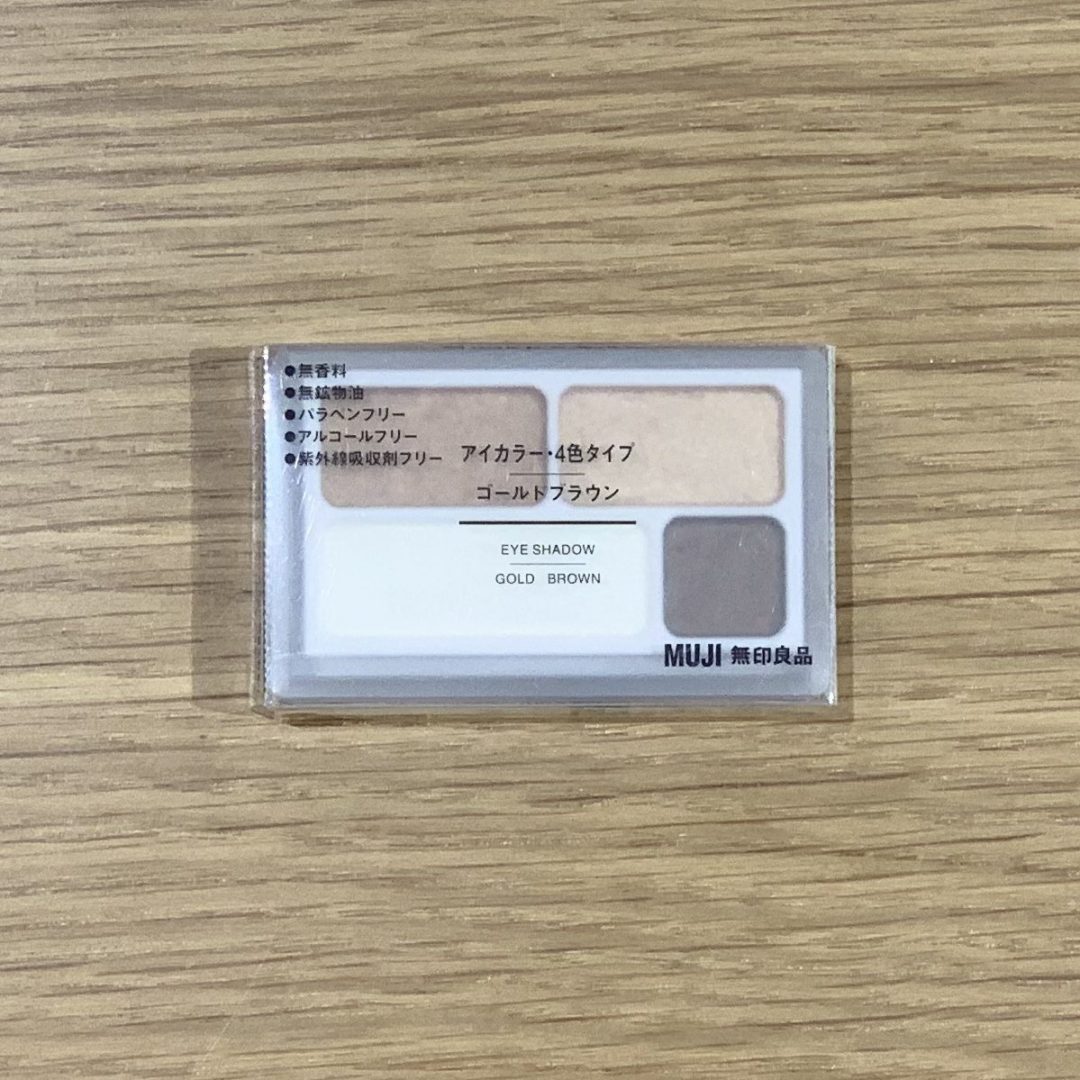 ●無香料
●無鉱物油
●パラベンフリー
●アルコールフリー
●紫外線吸収剤フリー
アイカラー・4色タイプ
ゴールドブラウン
EYE SHADOW
GOLD BROWN
MUJI 無印良品